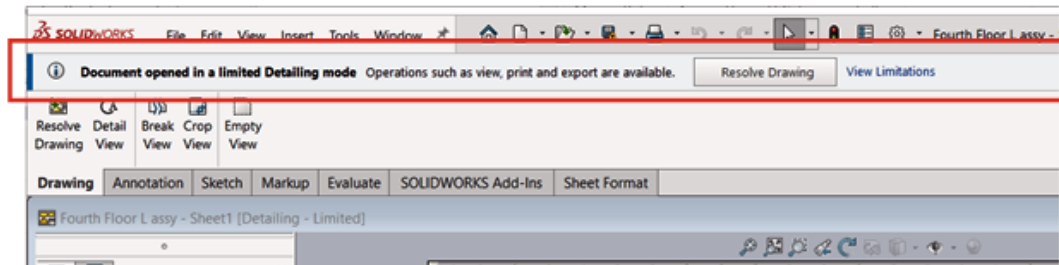 SOLIDWORKS File Edit View Insert Tools Window Fourth Floor L assy -
Document opened in a limited Detailing mode Operations such as view, print and export are available. Resolve Drawing View Limitations
Resolve Detail Break Crop Empty
Drawing View View View View
Drawing Annotation Sketch Markup Evaluate SOLIDWORKS Add-Ins Sheet Format
Fourth Floor L assy - Sheet1 [Detailing - Limited]